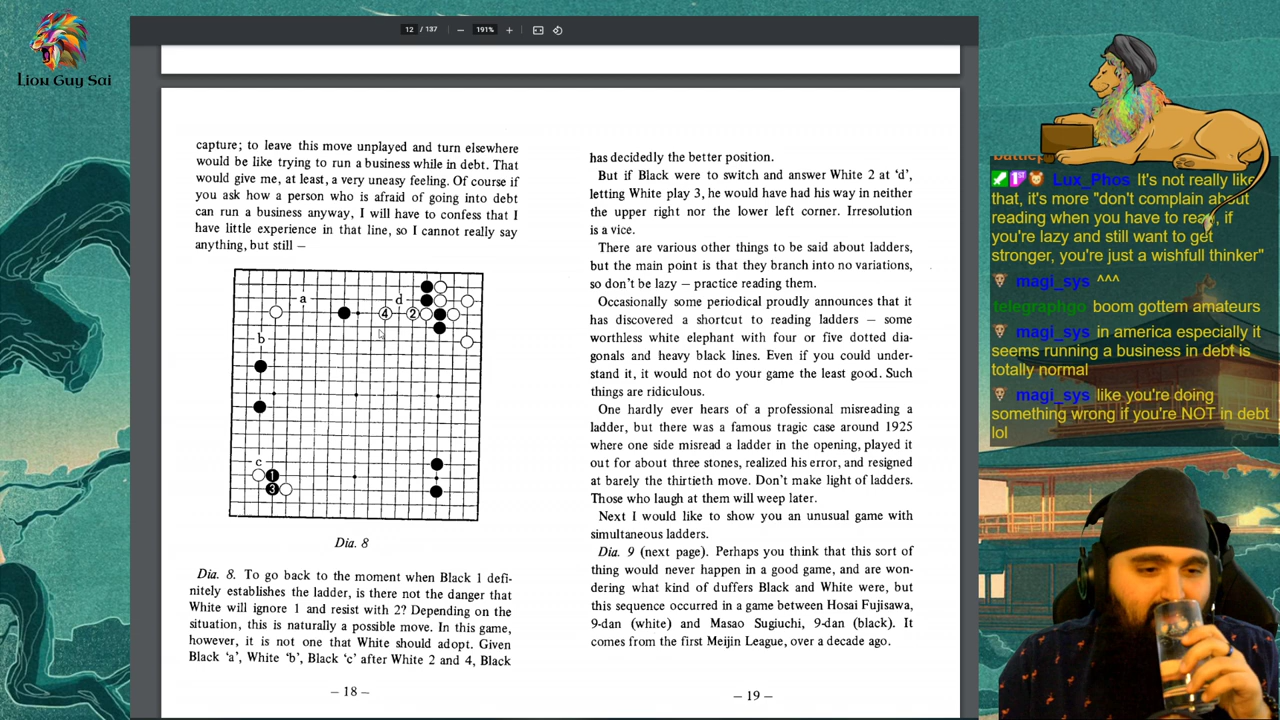 Lion Guy Sai
12 / 137
191%
capture; to leave this move unplayed and turn elsewhere
would be like trying to run a business while in debt. That
would give me, at least, a very uneasy feeling. Of course if
you ask how a person who is afraid of going into debt
can run a business anyway, I will have to confess that I
have little experience in that line, so I cannot really say
anything, but still —
a
d
4
2
b
c
1
3
Dia. 8
Dia. 8. To go back to the moment when Black 1 defi-
nitely establishes the ladder, is there not the danger that
White will ignore 1 and resist with 2? Depending on the
situation, this is naturally a possible move. In this game,
however, it is not one that White should adopt. Given
Black 'a', White 'b', Black 'c' after White 2 and 4, Black
– 18 –
has decidedly the better position.
But if Black were to switch and answer White 2 at 'd',
letting White play 3, he would have had his way in neither
the upper right nor the lower left corner. Irresolution
is a vice.
There are various other things to be said about ladders,
but the main point is that they branch into no variations,
so don't be lazy – practice reading them.
Occasionally some periodical proudly announces that it
has discovered a shortcut to reading ladders – some
worthless white elephant with four or five dotted dia-
gonals and heavy black lines. Even if you could under-
stand it, it would not do your game the least good. Such
things are ridiculous.
One hardly ever hears of a professional misreading a
ladder, but there was a famous tragic case around 1925
where one side misread a ladder in the opening, played it
out for about three stones, realized his error, and resigned
at barely the thirtieth move. Don't make light of ladders.
Those who laugh at them will weep later.
Next I would like to show you an unusual game with
simultaneous ladders.
Dia. 9 (next page). Perhaps you think that this sort of
thing would never happen in a good game, and are won-
dering what kind of duffers Black and White were, but
this sequence occurred in a game between Hosai Fujisawa,
9-dan (white) and Masao Sugiuchi, 9-dan (black). It
comes from the first Meijin League, over a decade ago.
– 19 –
Lux_Phos It's not really like
that, it's more "don't complain about
reading when you have to read, if
you're lazy and still want to get
stronger, you're just a wishfull thinker"
magi_sys ^^^
telegraphgo boom gottem amateurs
magi_sys in america especially it
seems running a business in debt is
totally normal
magi_sys like you're doing
something wrong if you're NOT in debt
lol